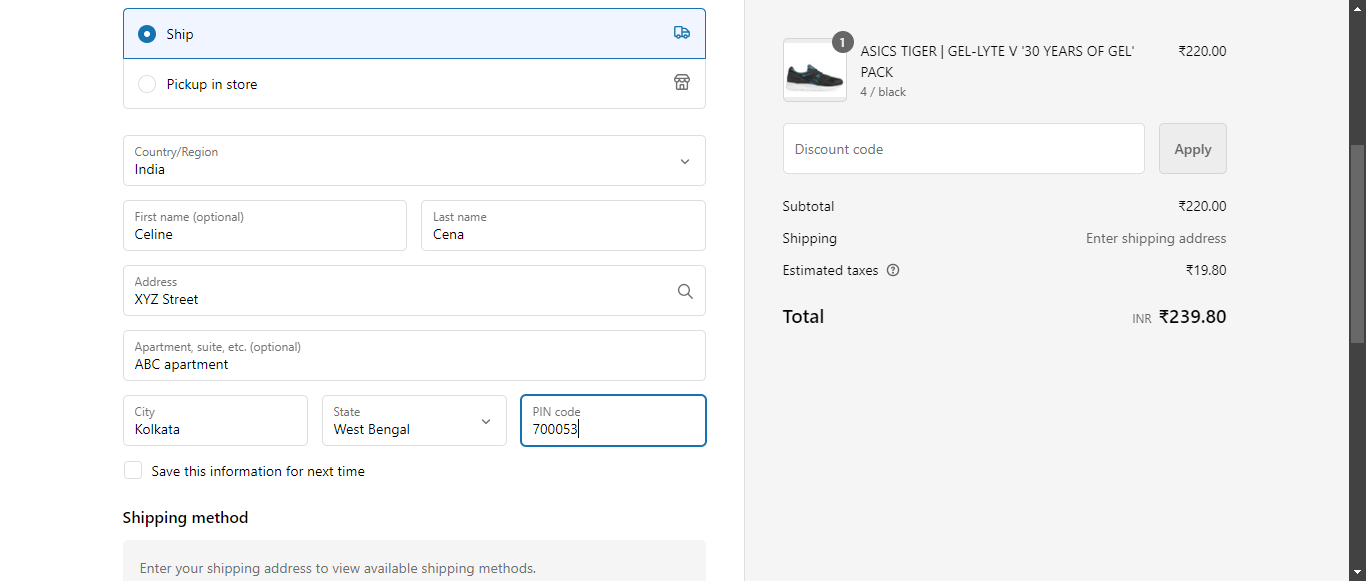 Ship
Pickup in store
Country/Region
India
First name (optional)
Celine
Last name
Cena
Address
XYZ Street
Apartment, suite, etc. (optional)
ABC apartment
City
Kolkata
State
West Bengal
PIN code
700053
Save this information for next time
Shipping method
Enter your shipping address to view available shipping methods.
1
ASICS TIGER | GEL-LYTE V '30 YEARS OF GEL' ₹220.00
PACK
4 / black
Discount code
Apply
Subtotal ₹220.00
Shipping Enter shipping address
Estimated taxes ? ₹19.80
Total INR ₹239.80